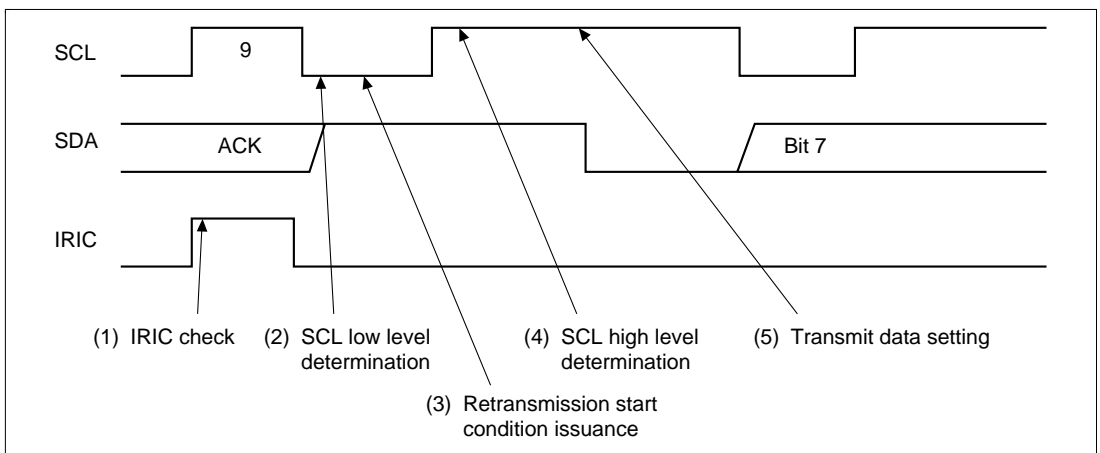 SCL
9
SDA
ACK
Bit 7
IRIC
(1) IRIC check
(2) SCL low level
determination
(4) SCL high level
determination
(5) Transmit data setting
(3) Retransmission start
condition issuance